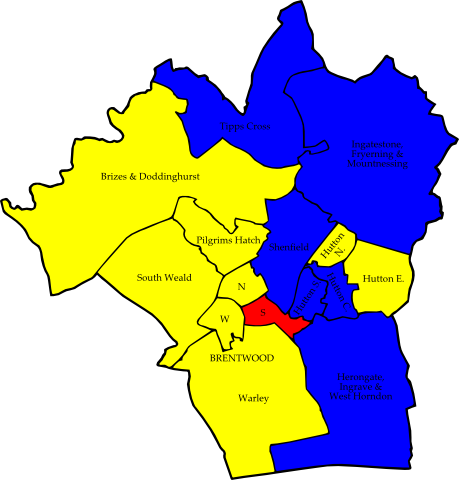 Tipps Cross
Ingatestone,
Fryerning &
Mountnessing
Brizes & Doddinghurst
Pilgrims Hatch
Shenfield
Hutton
N.
South Weald
Hutton E.
N
Hutton S.
Hutton C.
W
S
BRENTWOOD
Herongate,
Ingrave &
West Horndon
Warley